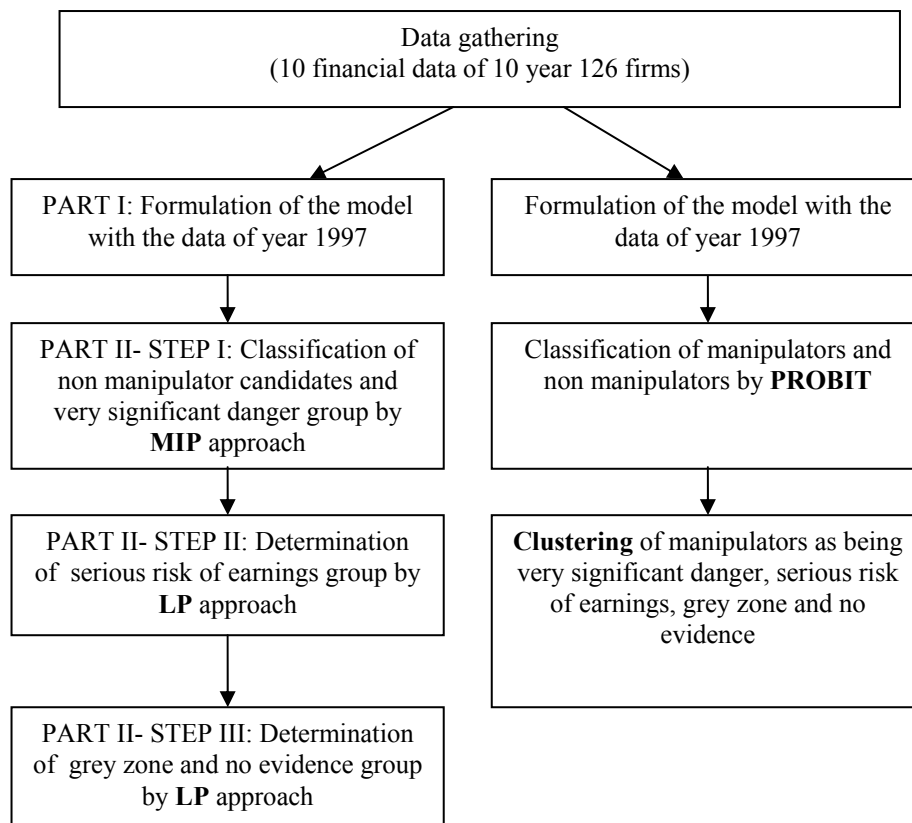 Data gathering
(10 financial data of 10 year 126 firms)
PART I: Formulation of the model
with the data of year 1997
PART II- STEP I: Classification of
non manipulator candidates and
very significant danger group by
MIP approach
PART II- STEP II: Determination
of serious risk of earnings group by
LP approach
PART II- STEP III: Determination
of grey zone and no evidence group
by LP approach
Formulation of the model with the
data of year 1997
Classification of manipulators and
non manipulators by PROBIT
Clustering of manipulators as being
very significant danger, serious risk
of earnings, grey zone and no
evidence